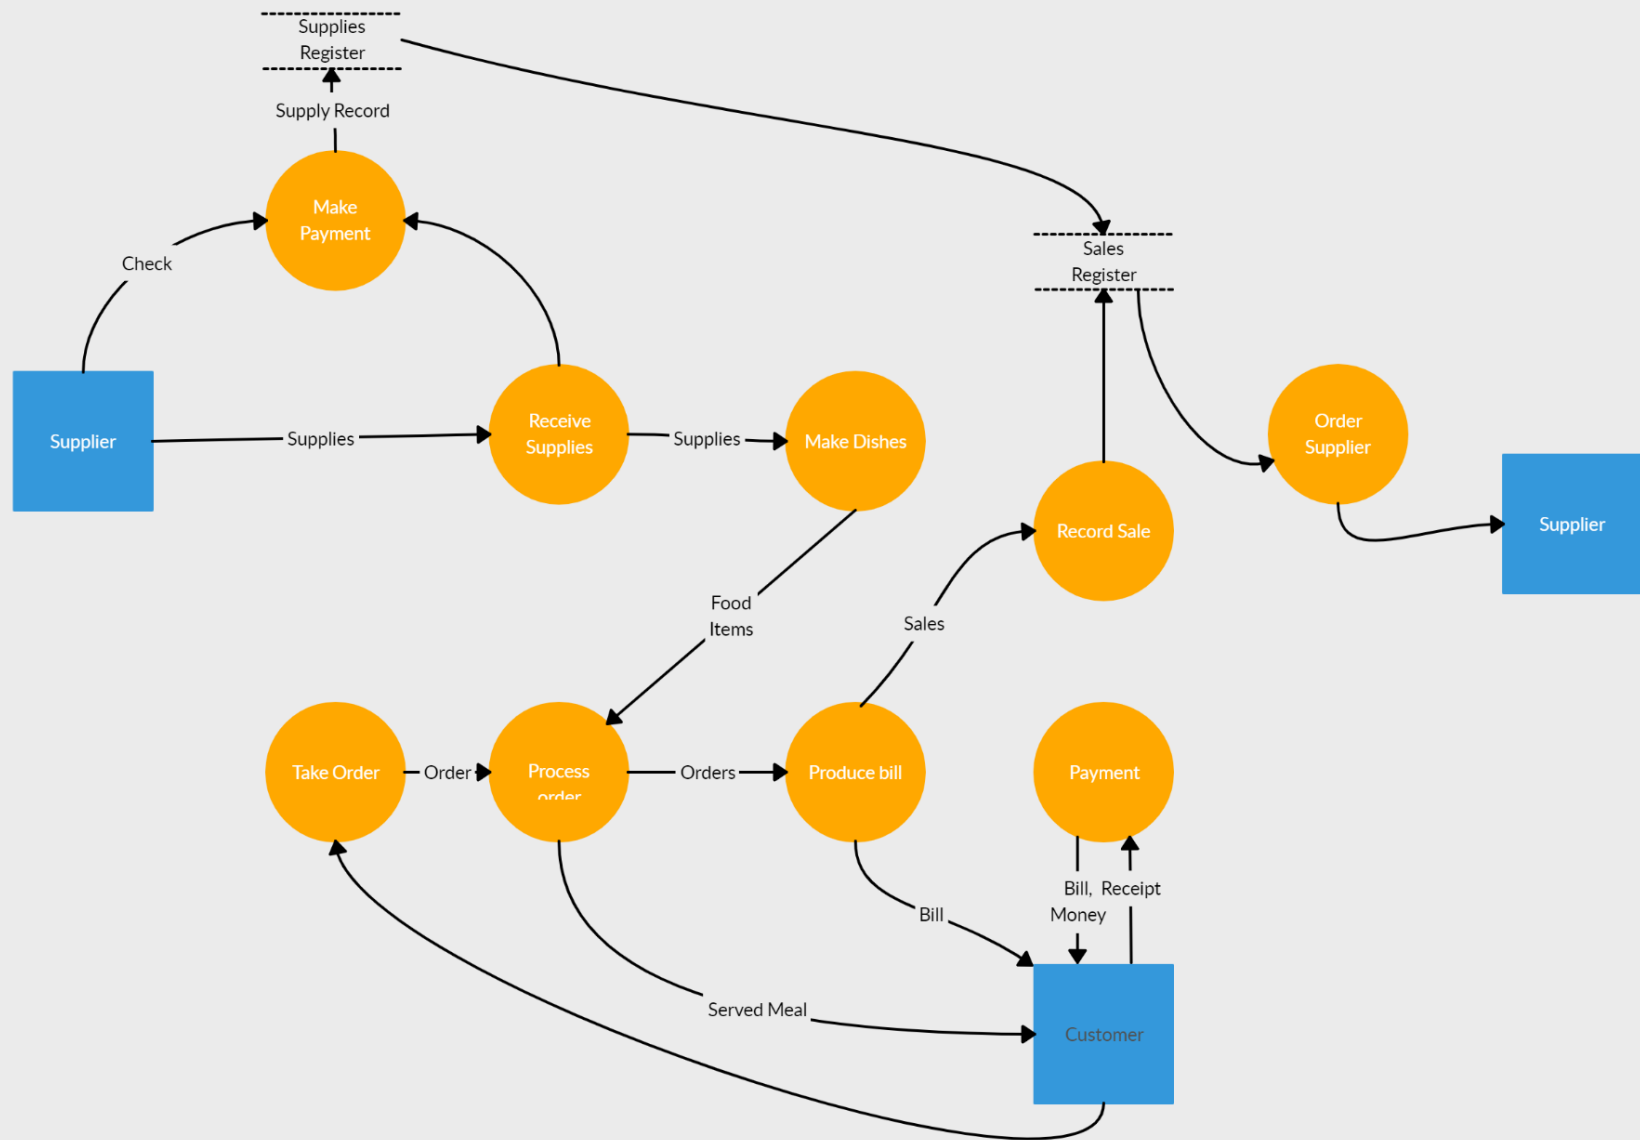 Supplies
Register
Supply Record
Make
Payment
Check
Sales
Register
Supplier
Supplies
Receive
Supplies
Supplies
Make Dishes
Order
Supplier
Record Sale
Supplier
Food
Items
Sales
Take Order
Order
Process
order
Orders
Produce bill
Payment
Bill,
Money
Receipt
Bill
Served Meal
Customer